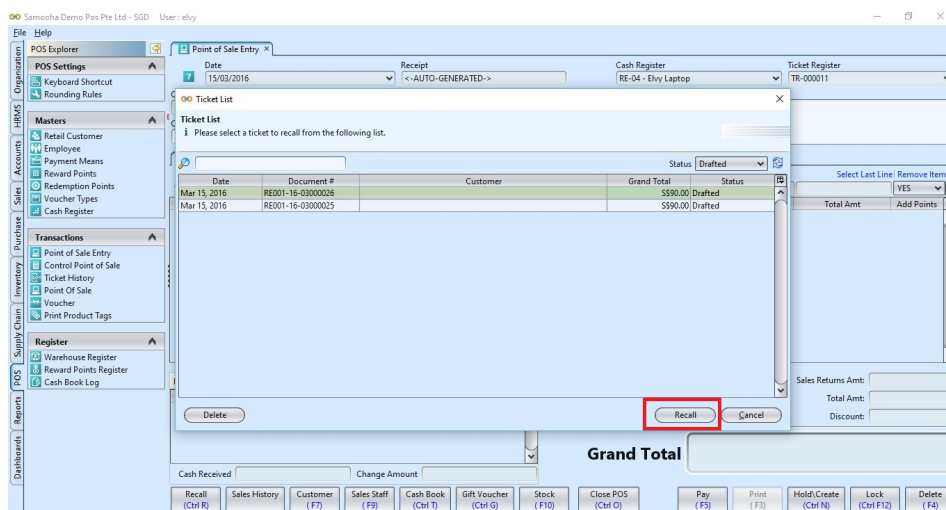 Samooha Demo Pos Pte Ltd - SGD User : elvy
File Help
POS Explorer
Point of Sale Entry ×
POS Settings
Keyboard Shortcut
Rounding Rules
Masters
Retail Customer
Employee
Payment Means
Reward Points
Redemption Points
Voucher Types
Cash Register
Transactions
Point of Sale Entry
Control Point of Sale
Ticket History
Point Of Sale
Voucher
Print Product Tags
Register
Warehouse Register
Reward Points Register
Cash Book Log
Organization
HRMS
Accounts
Sales
Purchase
Inventory
Supply Chain
POS
Reports
Dashboards
Date Receipt Cash Register Ticket Register
15/03/2016 <-AUTO-GENERATED-> RE-04 - Elvy Laptop TR-000011
Ticket List
Ticket List
i Please select a ticket to recall from the following list.
Status Drafted
Date Document # Customer Grand Total Status
Mar 15, 2016 RE001-16-03000026 S$90.00 Drafted
Mar 15, 2016 RE001-16-03000025 S$90.00 Drafted
Delete Recall Cancel
Select Last Line Remove Item
YES
Total Amt Add Points
Sales Returns Amt:
Total Amt:
Discount:
Grand Total
Cash Received Change Amount
Recall Sales History Customer Sales Staff Cash Book Gift Voucher Stock Close POS Pay Print Hold\Create Lock Delete
(Ctrl R) ( F7) ( F9) (Ctrl T) (Ctrl G) ( F10) (Ctrl O) ( F5) ( F3) (Ctrl N) (Ctrl F12) ( F4)